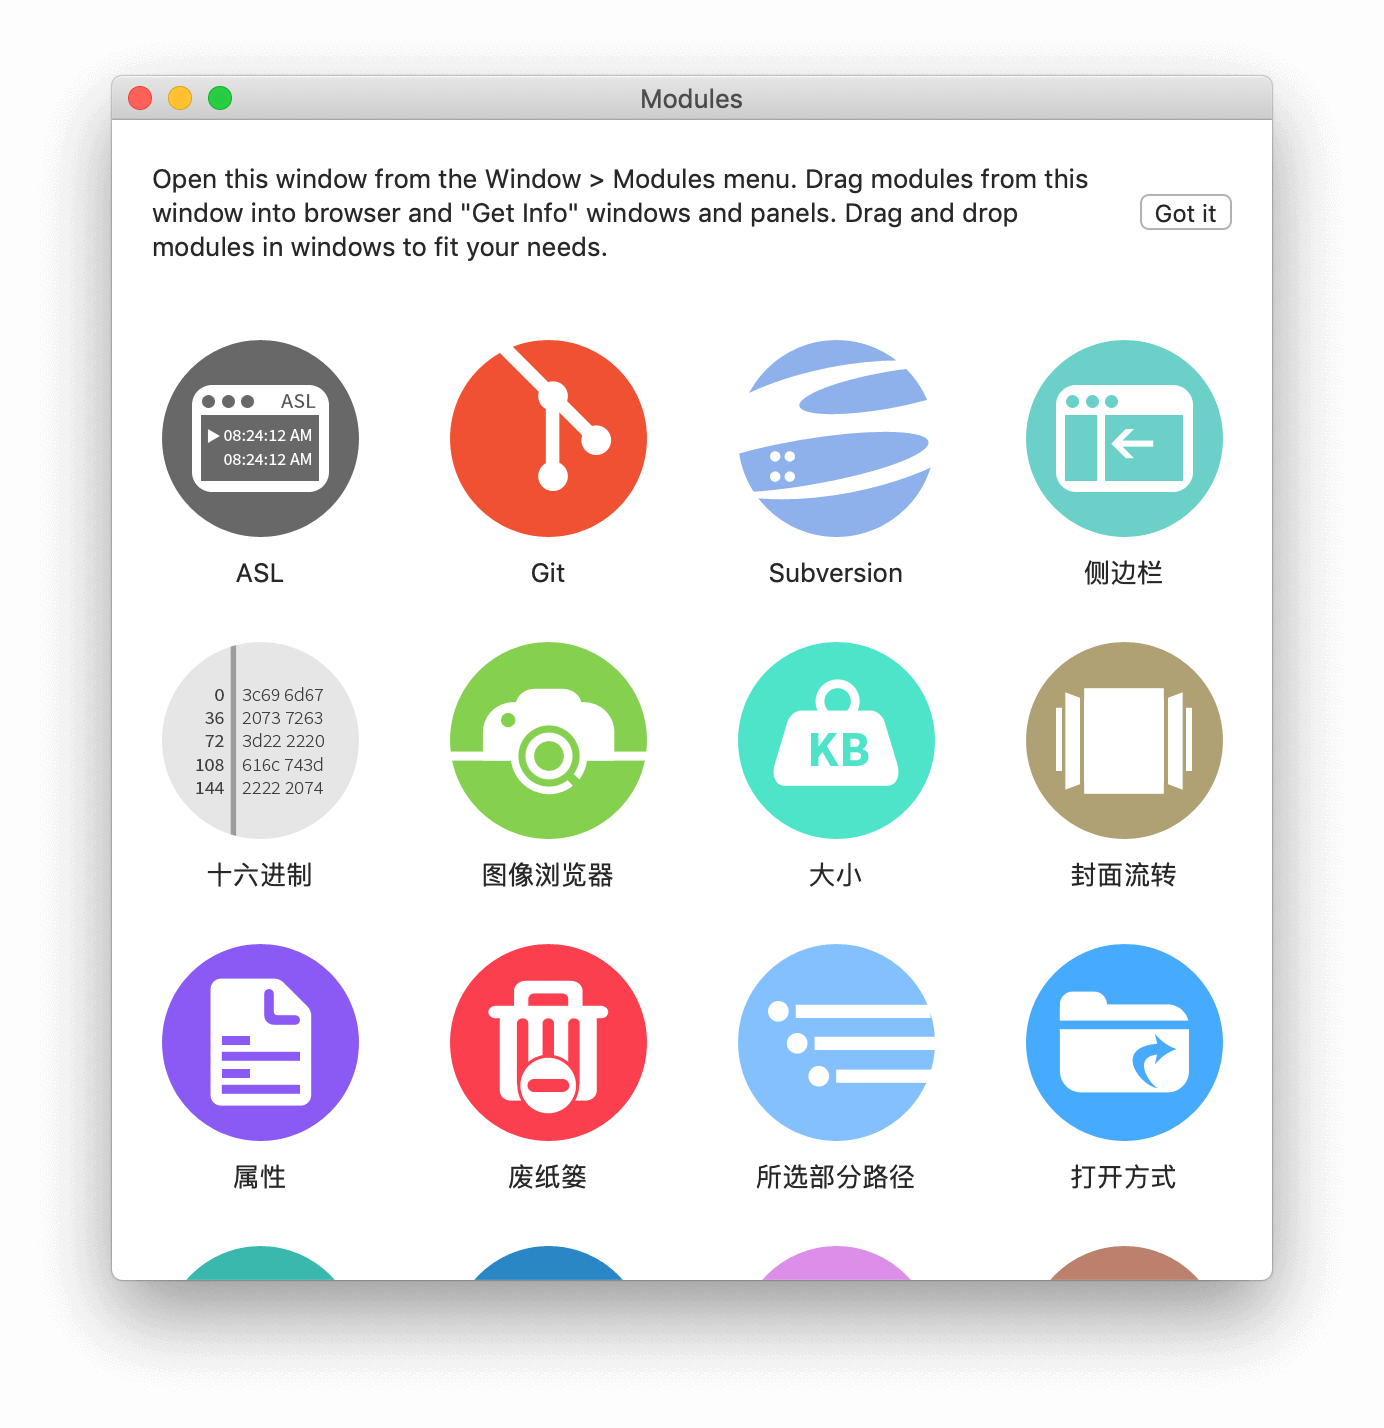 Modules
Open this window from the Window > Modules menu. Drag modules from this
window into browser and "Get Info" windows and panels. Drag and drop
modules in windows to fit your needs.
Got it
ASL
08:24:12 AM
08:24:12 AM
ASL
Git
Subversion
侧边栏
0 3c69 6d67
36 2073 7263
72 3d22 2220
108 616c 743d
144 2222 2074
十六进制
图像浏览器
KB
大小
封面流转
属性
废纸篓
所选部分路径
打开方式